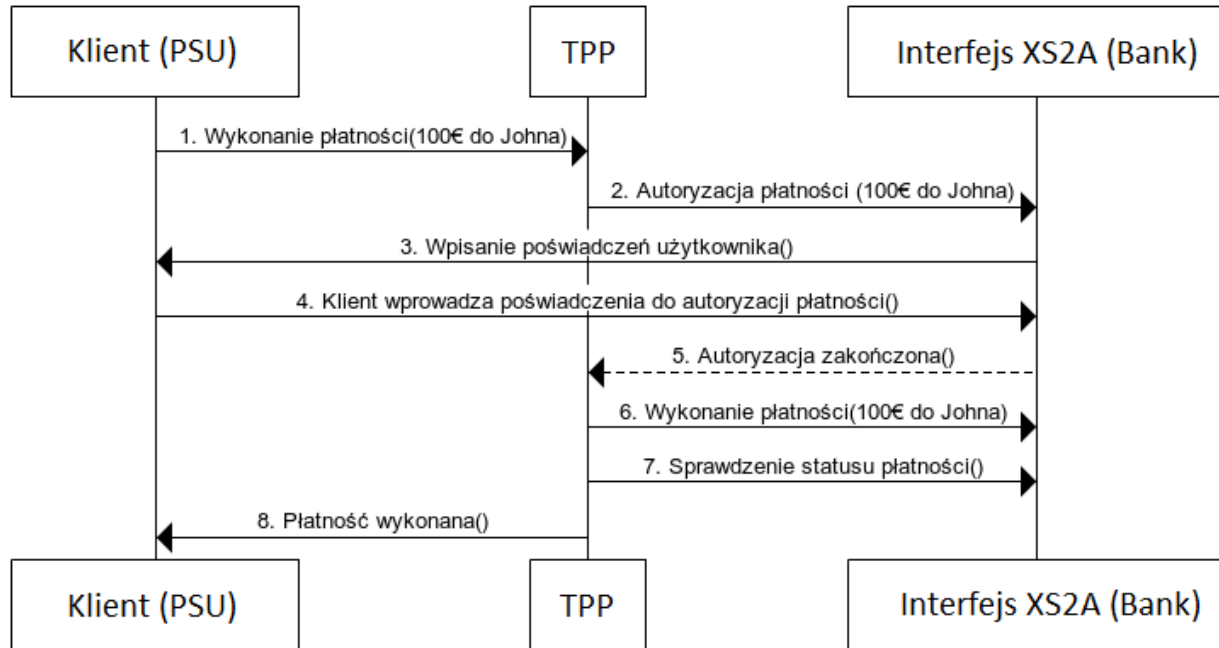 Klient (PSU)
TPP
Interfejs XS2A (Bank)
1. Wykonanie płatności(100€ do Johna)
2. Autoryzacja płatności (100€ do Johna)
3. Wpisanie poświadczeń użytkownika()
4. Klient wprowadza poświadczenia do autoryzacji płatności()
5. Autoryzacja zakończona()
6. Wykonanie płatności(100€ do Johna)
7. Sprawdzenie statusu płatności()
8. Płatność wykonana()
Klient (PSU)
TPP
Interfejs XS2A (Bank)